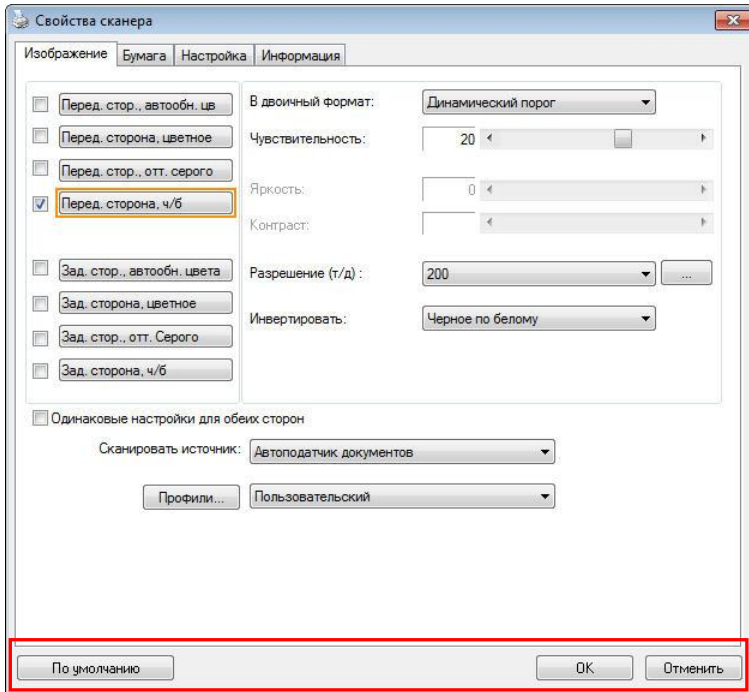 Свойства сканера
Изображение Бумага Настройка Информация
Перед. стор., автообн. цв
Перед. сторона, цветное
Перед. стор., отт. серого
Перед. сторона, ч/б
Зад. стор., автообн. цвета
Зад. сторона, цветное
Зад. стор., отт. Серого
Зад. сторона, ч/б
В двоичный формат: Динамический порог
Чувствительность: 20
Яркость: 0
Контраст:
Разрешение (т/д) : 200 ...
Инвертировать: Черное по белому
Одинаковые настройки для обеих сторон
Сканировать источник: Автоподатчик документов
Профили... Пользовательский
По умолчанию OK Отменить